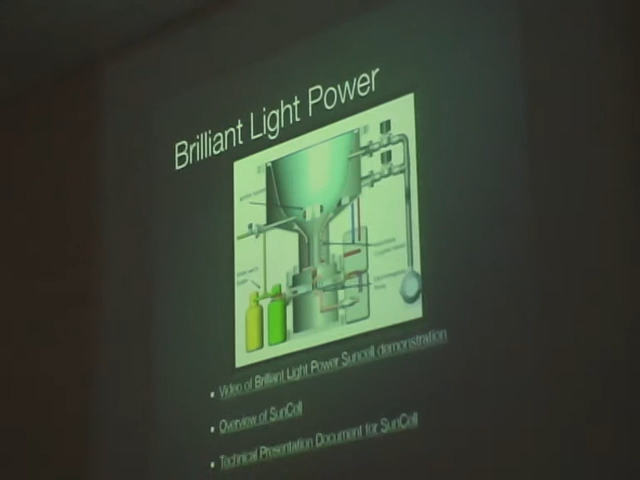 Brilliant Light Power
Video of Brilliant Light Power Suncell demonstration
Overview of SunCell
Technical Presentation Document for SunCell